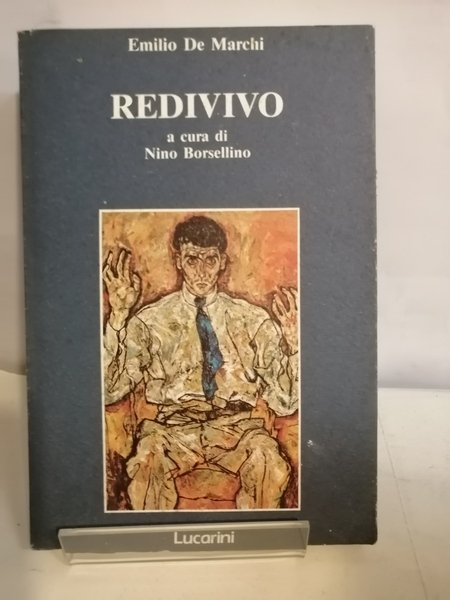 Emilio De Marchi
REDIVIVO
a cura di
Nino Borsellino
Lucarini